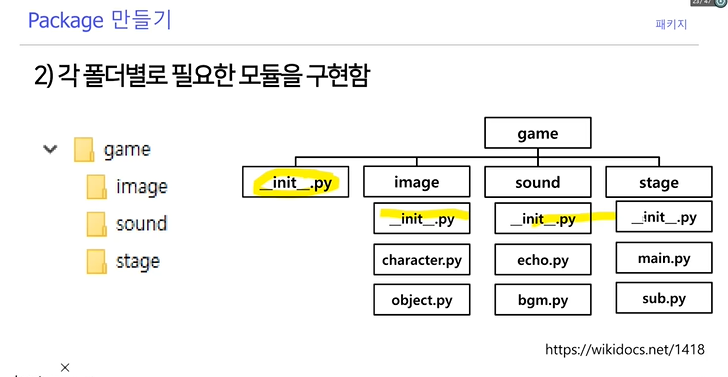 Package 만들기
패키지
2) 각 폴더별로 필요한 모듈을 구현함
game
image
sound
stage
game
__init__.py image sound stage
__init__.py __init__.py __init__.py
character.py echo.py main.py
object.py bgm.py sub.py
https://wikidocs.net/1418